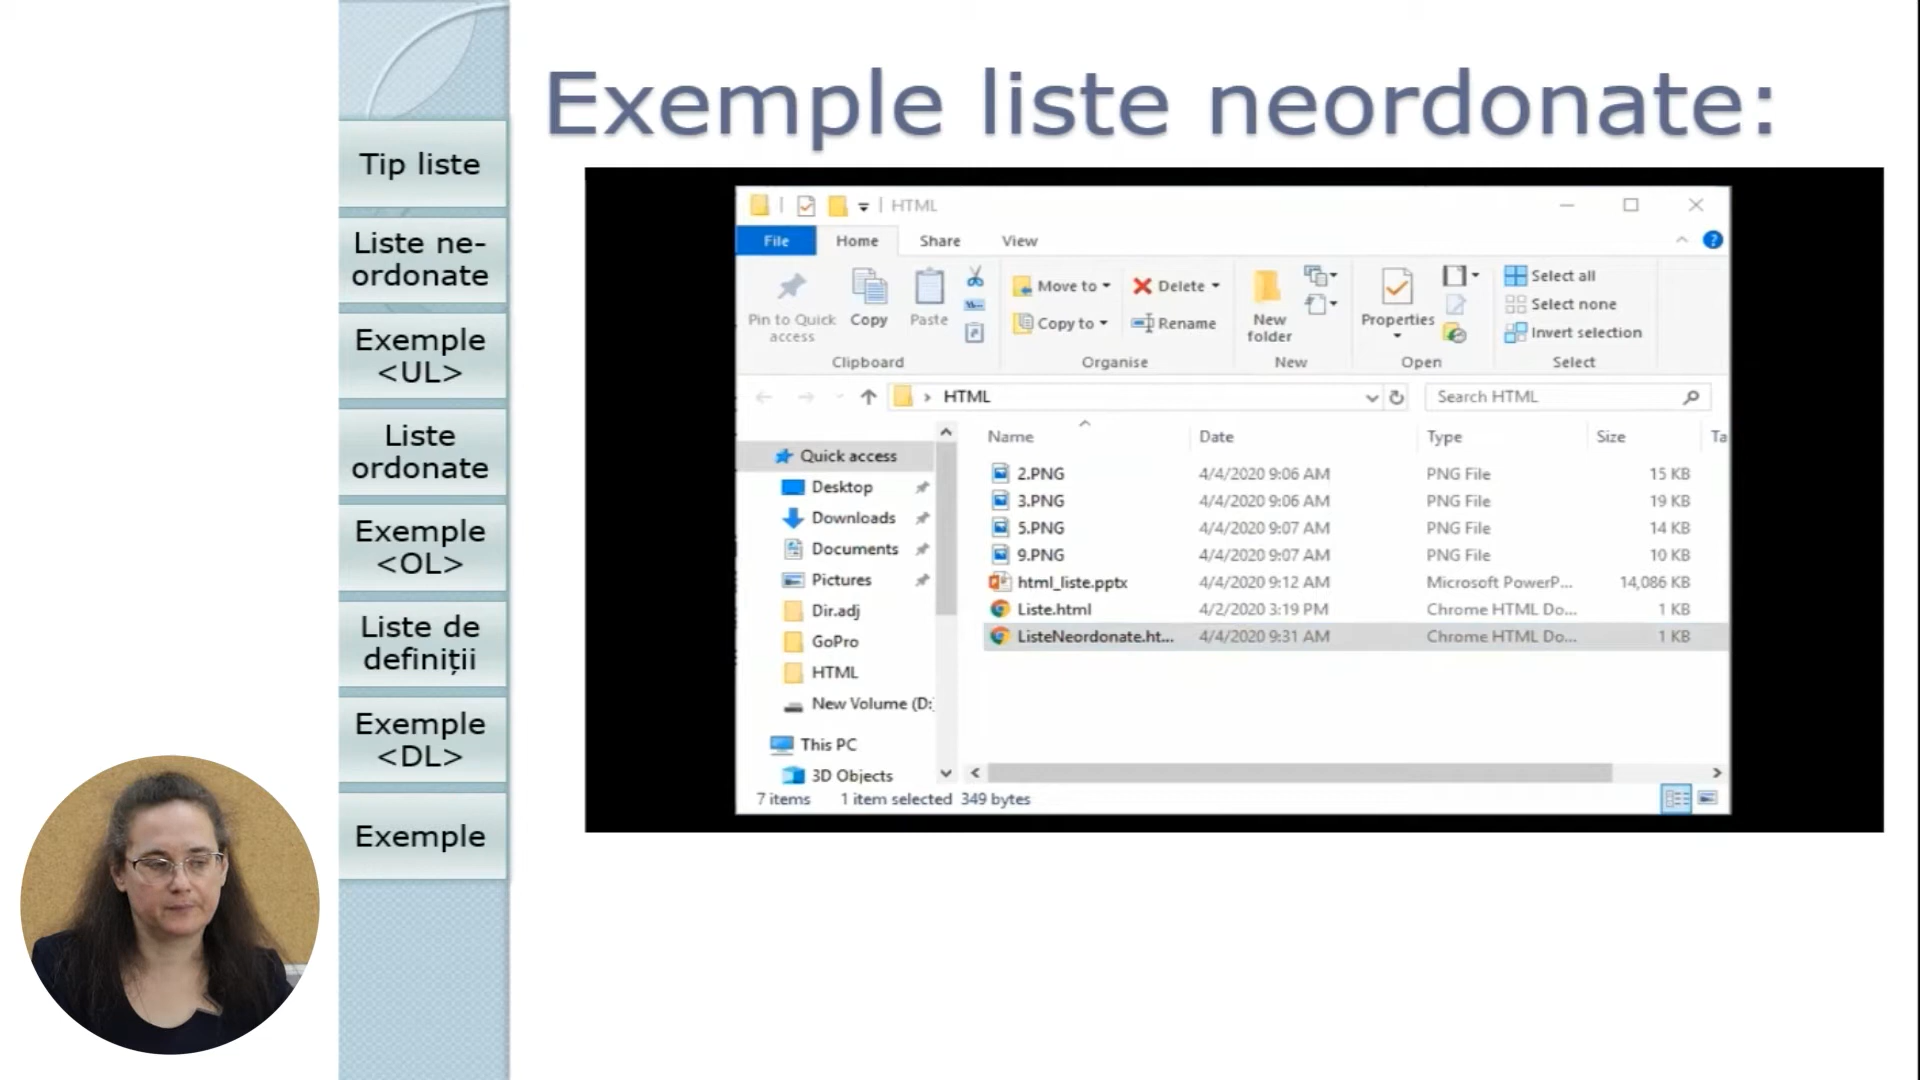 Exemple liste neordonate:
Tip liste
Liste ne-
ordonate
Exemple
<UL>
Liste
ordonate
Exemple
<OL>
Liste de
definiții
Exemple
<DL>
Exemple
HTML
File Home Share View
Pin to Quick
access
Copy
Paste
Clipboard
Move to
Copy to
Delete
Rename
Organise
New
folder
New
Properties
Open
Select all
Select none
Invert selection
Select
HTML
Search HTML
Quick access
Desktop
Downloads
Documents
Pictures
Dir.adj
GoPro
HTML
New Volume (D:
This PC
3D Objects
Name Date Type Size Ta
2.PNG 4/4/2020 9:06 AM PNG File 15 KB
3.PNG 4/4/2020 9:06 AM PNG File 19 KB
5.PNG 4/4/2020 9:07 AM PNG File 14 KB
9.PNG 4/4/2020 9:07 AM PNG File 10 KB
html_liste.pptx 4/4/2020 9:12 AM Microsoft PowerP... 14,086 KB
Liste.html 4/2/2020 3:19 PM Chrome HTML Do... 1 KB
ListeNeordonate.ht... 4/4/2020 9:31 AM Chrome HTML Do... 1 KB
7 items 1 item selected 349 bytes